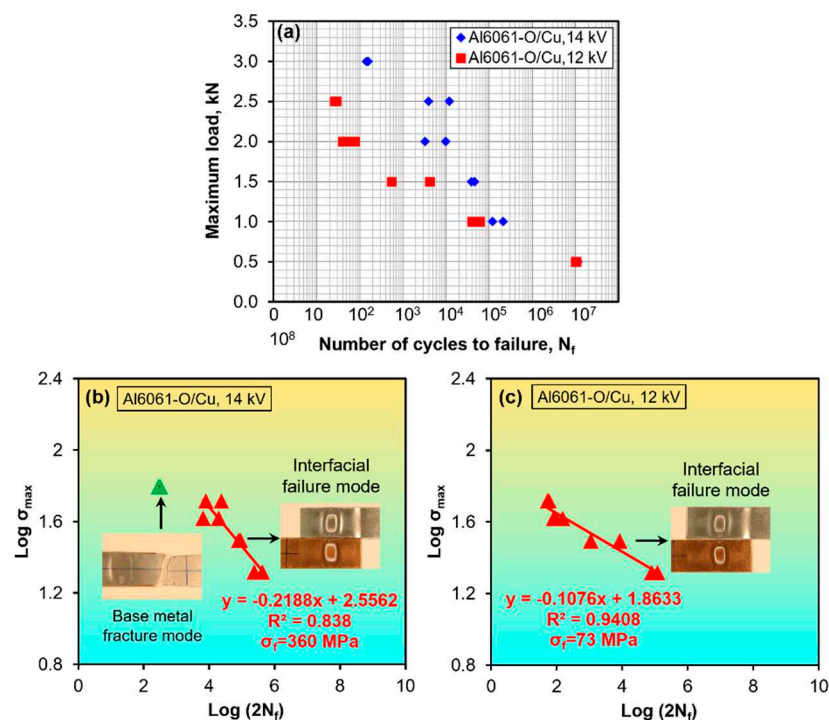 (a)
Al6061-O/Cu, 14 kV
Al6061-O/Cu, 12 kV
Maximum load, kN
3.5
3.0
2.5
2.0
1.5
1.0
0.5
0.0
0 10 10² 10³ 10⁴ 10⁵ 10⁶ 10⁷
10⁸
Number of cycles to failure, Nf
(b) Al6061-O/Cu, 14 kV
Log σmax
2.4
2
1.6
1.2
0.8
Interfacial
failure mode
Base metal
fracture mode
y = -0.2188x + 2.5562
R² = 0.838
σf=360 MPa
0 2 4 6 8 10
Log (2Nf)
(c) Al6061-O/Cu, 12 kV
Log σmax
2.4
2
1.6
1.2
0.8
Interfacial
failure mode
y = -0.1076x + 1.8633
R² = 0.9408
σf=73 MPa
0 2 4 6 8 10
Log (2Nf)